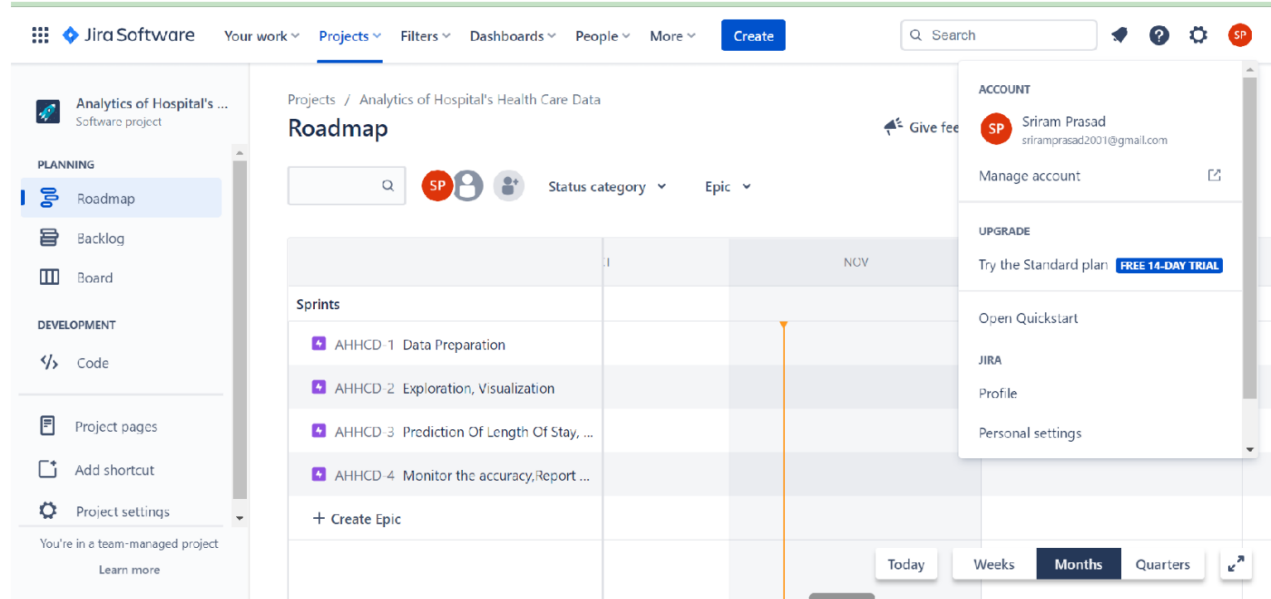 Jira Software
Your work Projects Filters Dashboards People More Create
Search
SP
Analytics of Hospital's ...
Software project
PLANNING
Roadmap
Backlog
Board
DEVELOPMENT
Code
Project pages
Add shortcut
Project settings
You're in a team-managed project
Learn more
Projects / Analytics of Hospital's Health Care Data
Roadmap
Give fee
SP
Status category
Epic
NOV
Sprints
AHHCD-1 Data Preparation
AHHCD-2 Exploration, Visualization
AHHCD-3 Prediction Of Length Of Stay, ...
AHHCD-4 Monitor the accuracy,Report ...
+ Create Epic
Today
Weeks Months Quarters
ACCOUNT
SP
Sriram Prasad
sriramprasad2001@gmail.com
Manage account
UPGRADE
Try the Standard plan FREE 14-DAY TRIAL
Open Quickstart
JIRA
Profile
Personal settings